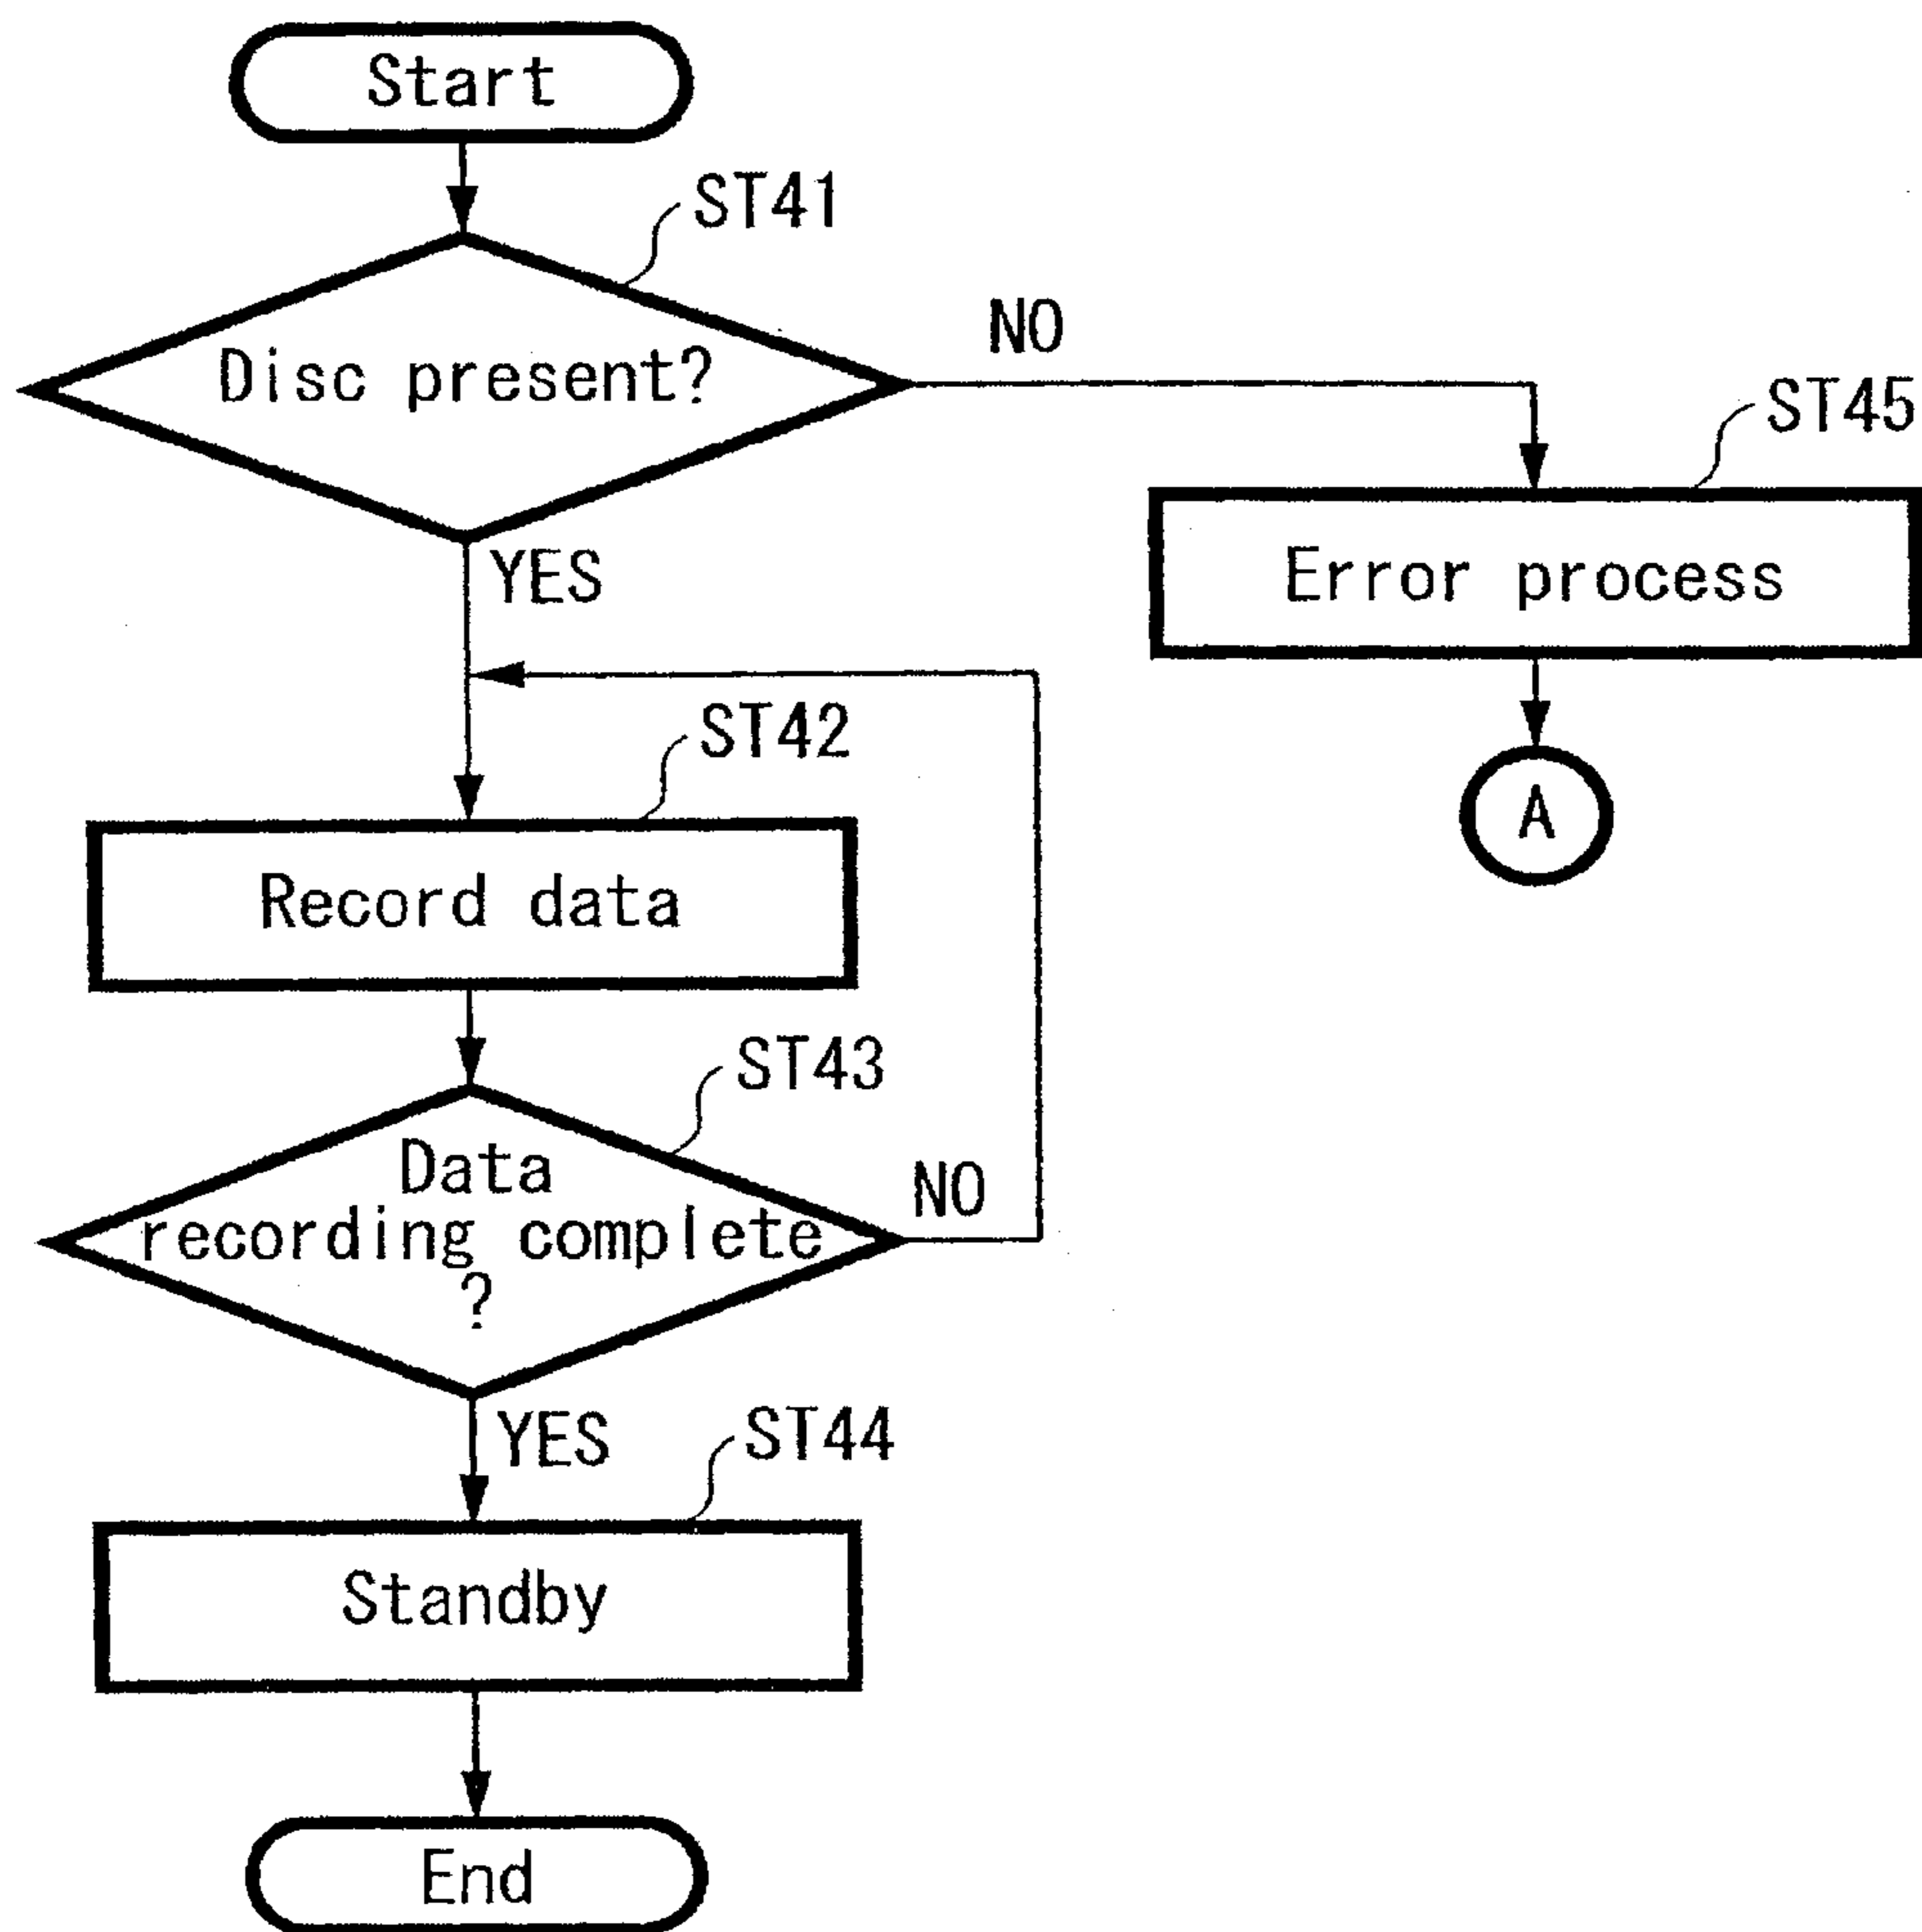 Start
ST41
Disc present?
NO
YES
ST45
Error process
A
ST42
Record data
ST43
Data
recording complete
?
NO
YES
ST44
Standby
End